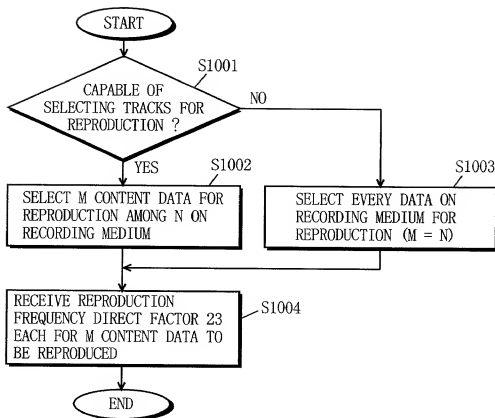 START
S1001
CAPABLE OF
SELECTING TRACKS FOR
REPRODUCTION ?
NO
YES
S1002
SELECT M CONTENT DATA FOR
REPRODUCTION AMONG N ON
RECORDING MEDIUM
S1003
SELECT EVERY DATA ON
RECORDING MEDIUM FOR
REPRODUCTION (M = N)
RECEIVE REPRODUCTION
FREQUENCY DIRECT FACTOR 23
EACH FOR M CONTENT DATA TO
BE REPRODUCED
S1004
END